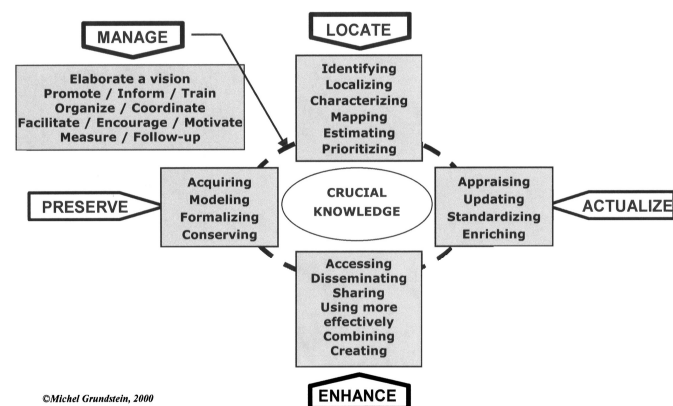 MANAGE
Elaborate a vision
Promote / Inform / Train
Organize / Coordinate
Facilitate / Encourage / Motivate
Measure / Follow-up
LOCATE
Identifying
Localizing
Characterizing
Mapping
Estimating
Prioritizing
PRESERVE
Acquiring
Modeling
Formalizing
Conserving
CRUCIAL
KNOWLEDGE
Appraising
Updating
Standardizing
Enriching
ACTUALIZE
Accessing
Disseminating
Sharing
Using more
effectively
Combining
Creating
ENHANCE
©Michel Grundstein, 2000